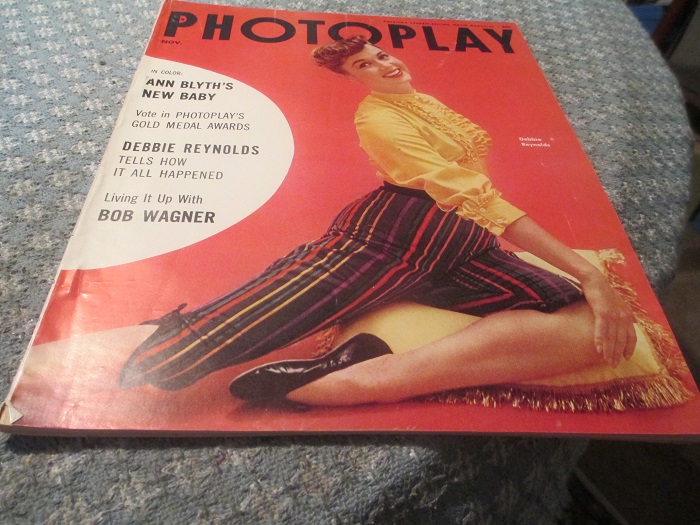 PHOTOPLAY
NOV.
IN COLOR:
ANN BLYTH'S
NEW BABY
Vote in PHOTOPLAY'S
GOLD MEDAL AWARDS
DEBBIE REYNOLDS
TELLS HOW
IT ALL HAPPENED
Living It Up With
BOB WAGNER
Debbie
Reynolds